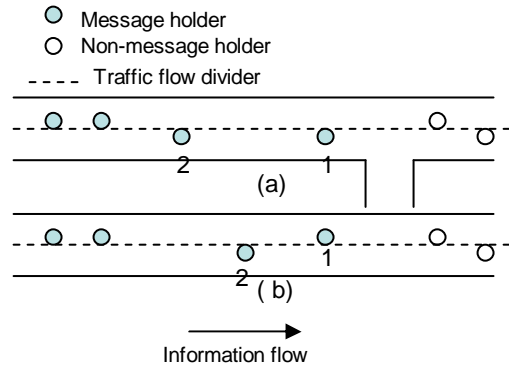 Message holder
Non-message holder
Traffic flow divider
2
1
(a)
1
2
( b)
Information flow